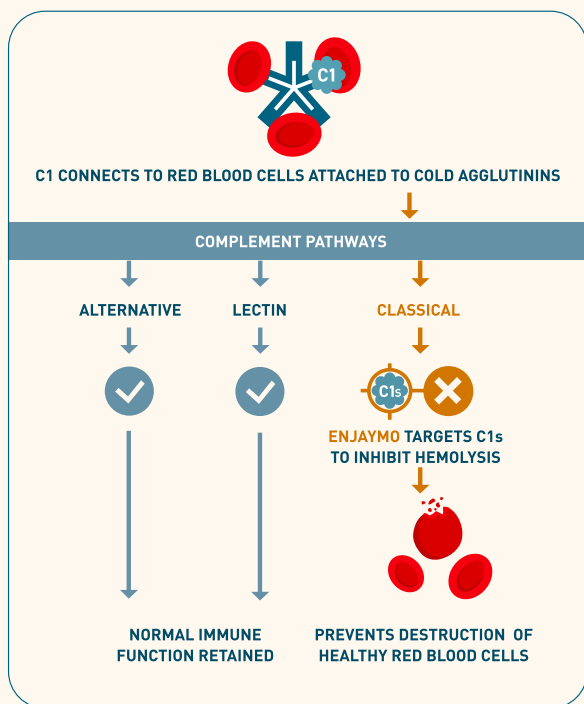 C1
C1 CONNECTS TO RED BLOOD CELLS ATTACHED TO COLD AGGLUTININS
COMPLEMENT PATHWAYS
ALTERNATIVE
LECTIN
CLASSICAL
C1s
ENJAYMO TARGETS C1s
TO INHIBIT HEMOLYSIS
NORMAL IMMUNE
FUNCTION RETAINED
PREVENTS DESTRUCTION OF
HEALTHY RED BLOOD CELLS